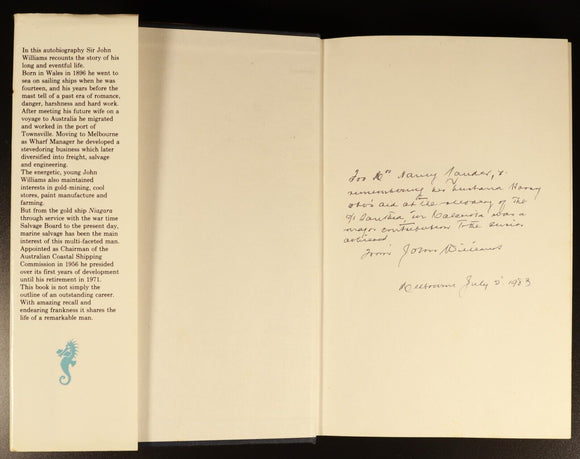 In this autobiography Sir John
Williams recounts the story of his
long and eventful life.
Born in Wales in 1896 he went to
sea on sailing ships when he was
fourteen, and his years before the
mast tell of a past era of romance,
danger, harshness and hard work.
After meeting his future wife on a
voyage to Australia he migrated
and worked in the port of
Townsville. Moving to Melbourne
as Wharf Manager he developed a
stevedoring business which later
diversified into freight, salvage
and engineering.
The energetic, young John
Williams also maintained
interests in gold-mining, cool
stores, paint manufacture and
farming.
But from the gold ship Niagara
through service with the war time
Salvage Board to the present day,
marine salvage has been the main
interest of this multi-faceted man.
Appointed as Chairman of the
Australian Coastal Shipping
Commission in 1956 he presided
over its first years of development
until his retirement in 1971.
This book is not simply the
outline of an outstanding career.
With amazing recall and
endearing frankness it shares the
life of a remarkable man.
Nancy
remembering her husband Harry
who's aid at the of the
in was a
major contribution to the
achieved
from John Williams
Melbourne July 5 1983